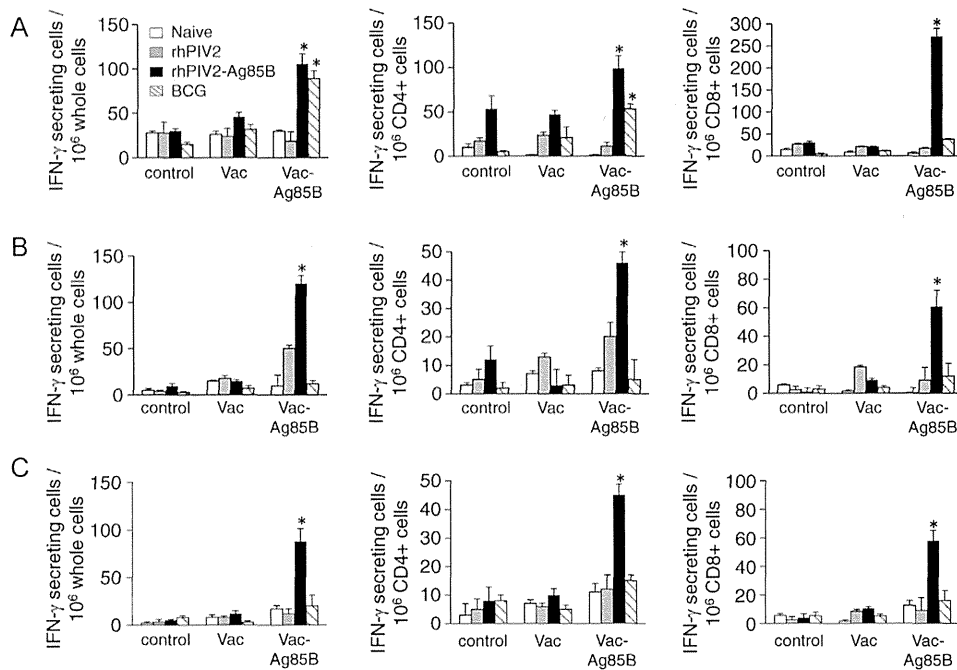 A
IFN-γ secreting cells /
10⁶ whole cells
150
100
50
0
Naive
rhPIV2
rhPIV2-Ag85B
BCG
*
*
control
Vac
Vac-
Ag85B
IFN-γ secreting cells /
10⁶ CD4+ cells
150
100
50
0
*
*
control
Vac
Vac-
Ag85B
IFN-γ secreting cells /
10⁶ CD8+ cells
300
250
200
150
100
50
0
*
control
Vac
Vac-
Ag85B
B
IFN-γ secreting cells /
10⁶ whole cells
150
100
50
0
*
control
Vac
Vac-
Ag85B
IFN-γ secreting cells /
10⁶ CD4+ cells
50
40
30
20
10
0
*
control
Vac
Vac-
Ag85B
IFN-γ secreting cells /
10⁶ CD8+ cells
100
80
60
40
20
0
*
control
Vac
Vac-
Ag85B
C
IFN-γ secreting cells /
10⁶ whole cells
150
100
50
0
*
control
Vac
Vac-
Ag85B
IFN-γ secreting cells /
10⁶ CD4+ cells
50
40
30
20
10
0
*
control
Vac
Vac-
Ag85B
IFN-γ secreting cells /
10⁶ CD8+ cells
100
80
60
40
20
0
*
control
Vac
Vac-
Ag85B